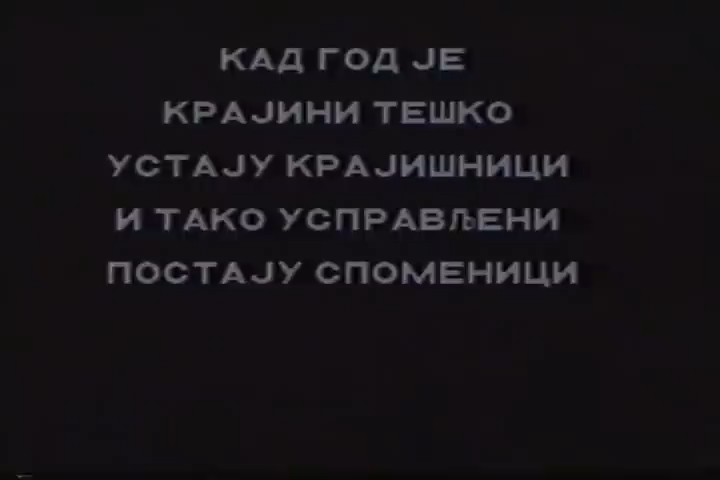 КАД ГОД ЈЕ
КРАЈИНИ ТЕШКО
УСТАЈУ КРАЈИШНИЦИ
И ТАКО УСПРАВЉЕНИ
ПОСТАЈУ СПОМЕНИЦИ